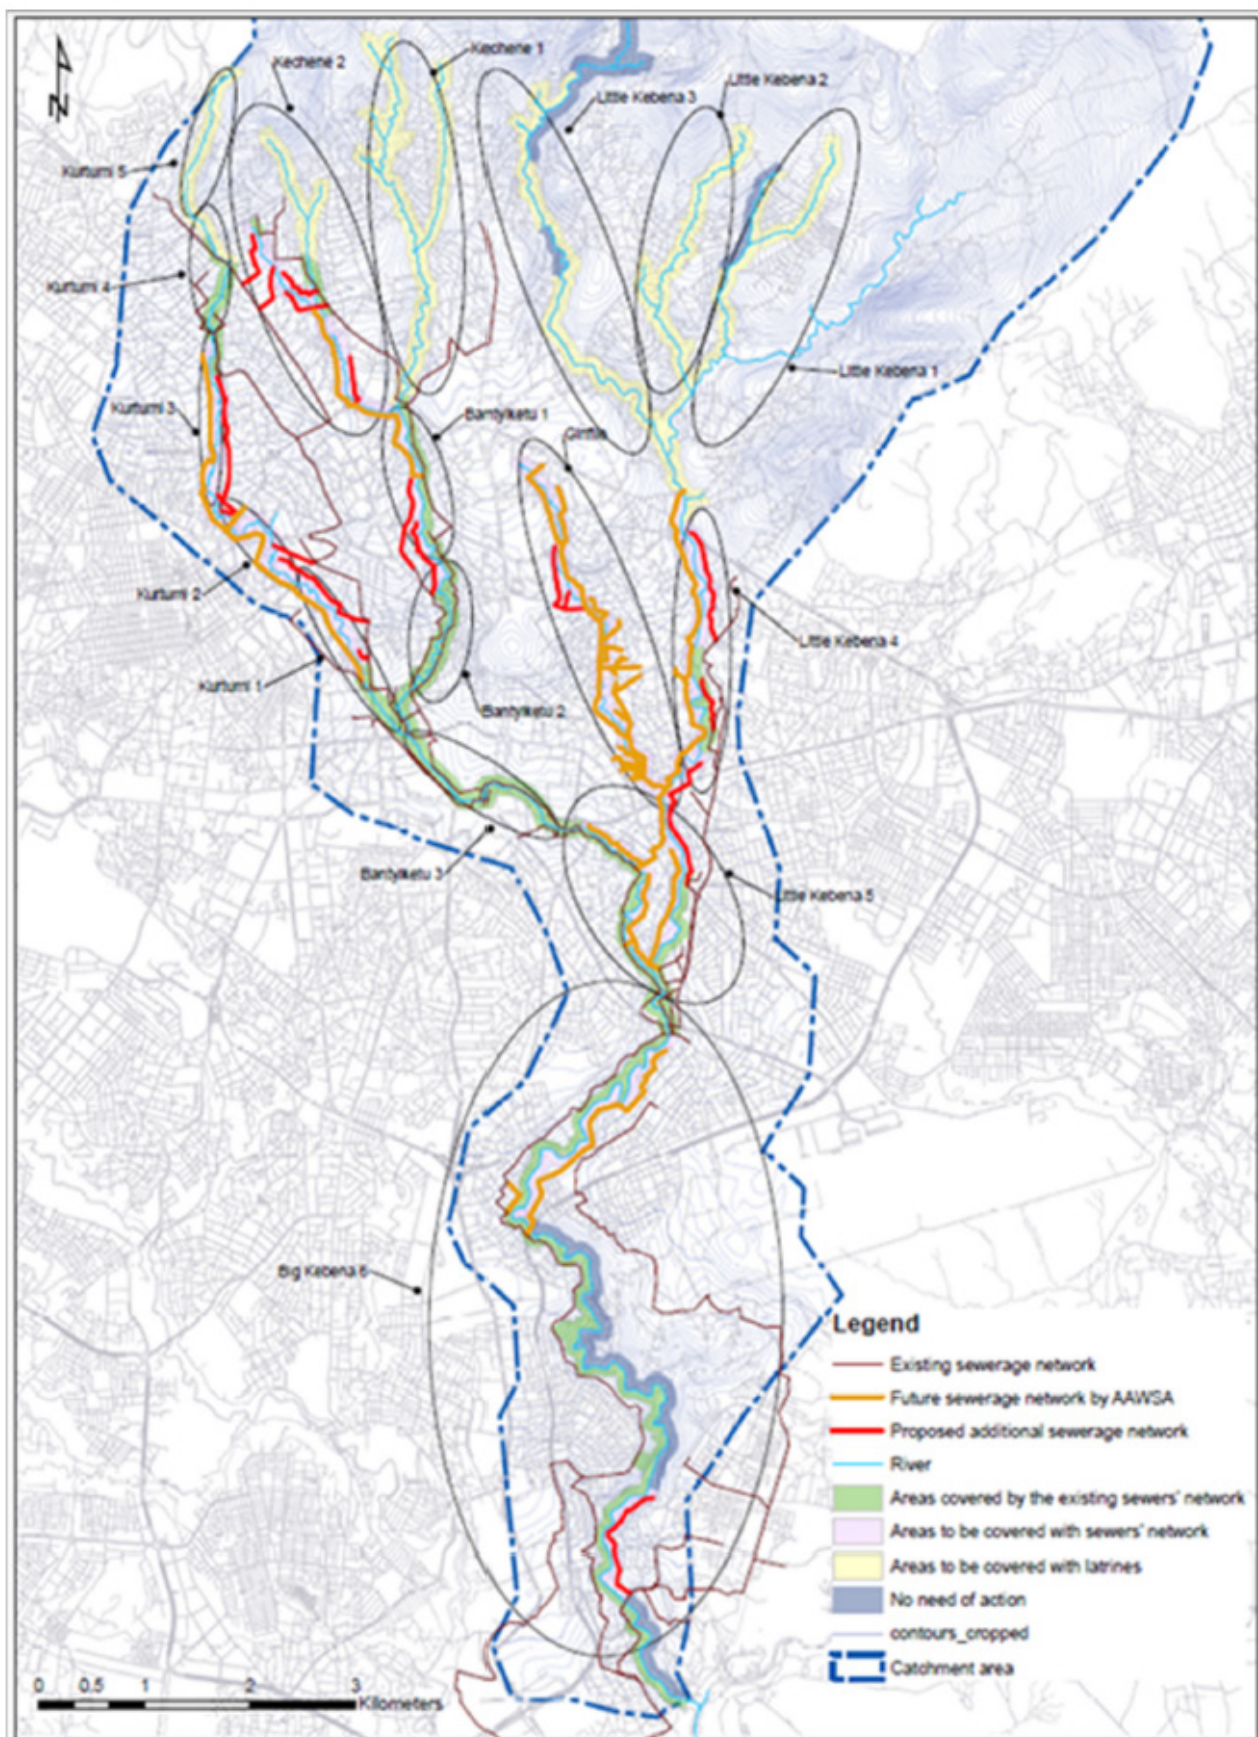 Kechene 1
Kechene 2
Little Kebena 2
Little Kebena 3
N
Kurtumi 5
Kurtumi 4
Little Kebena 1
Kurtumi 3
Bantyiketu 1
Ginfile
Kurtumi 2
Little Kebena 4
Kurtumi 1
Bantyiketu 2
Bantyiketu 3
Little Kebena 5
Big Kebena 6
Legend
Existing sewerage network
Future sewerage network by AAWSA
Proposed additional sewerage network
River
Areas covered by the existing sewers' network
Areas to be covered with sewers' network
Areas to be covered with latrines
No need of action
contours_cropped
Catchment area
0 0.5 1 2 3
Kilometers